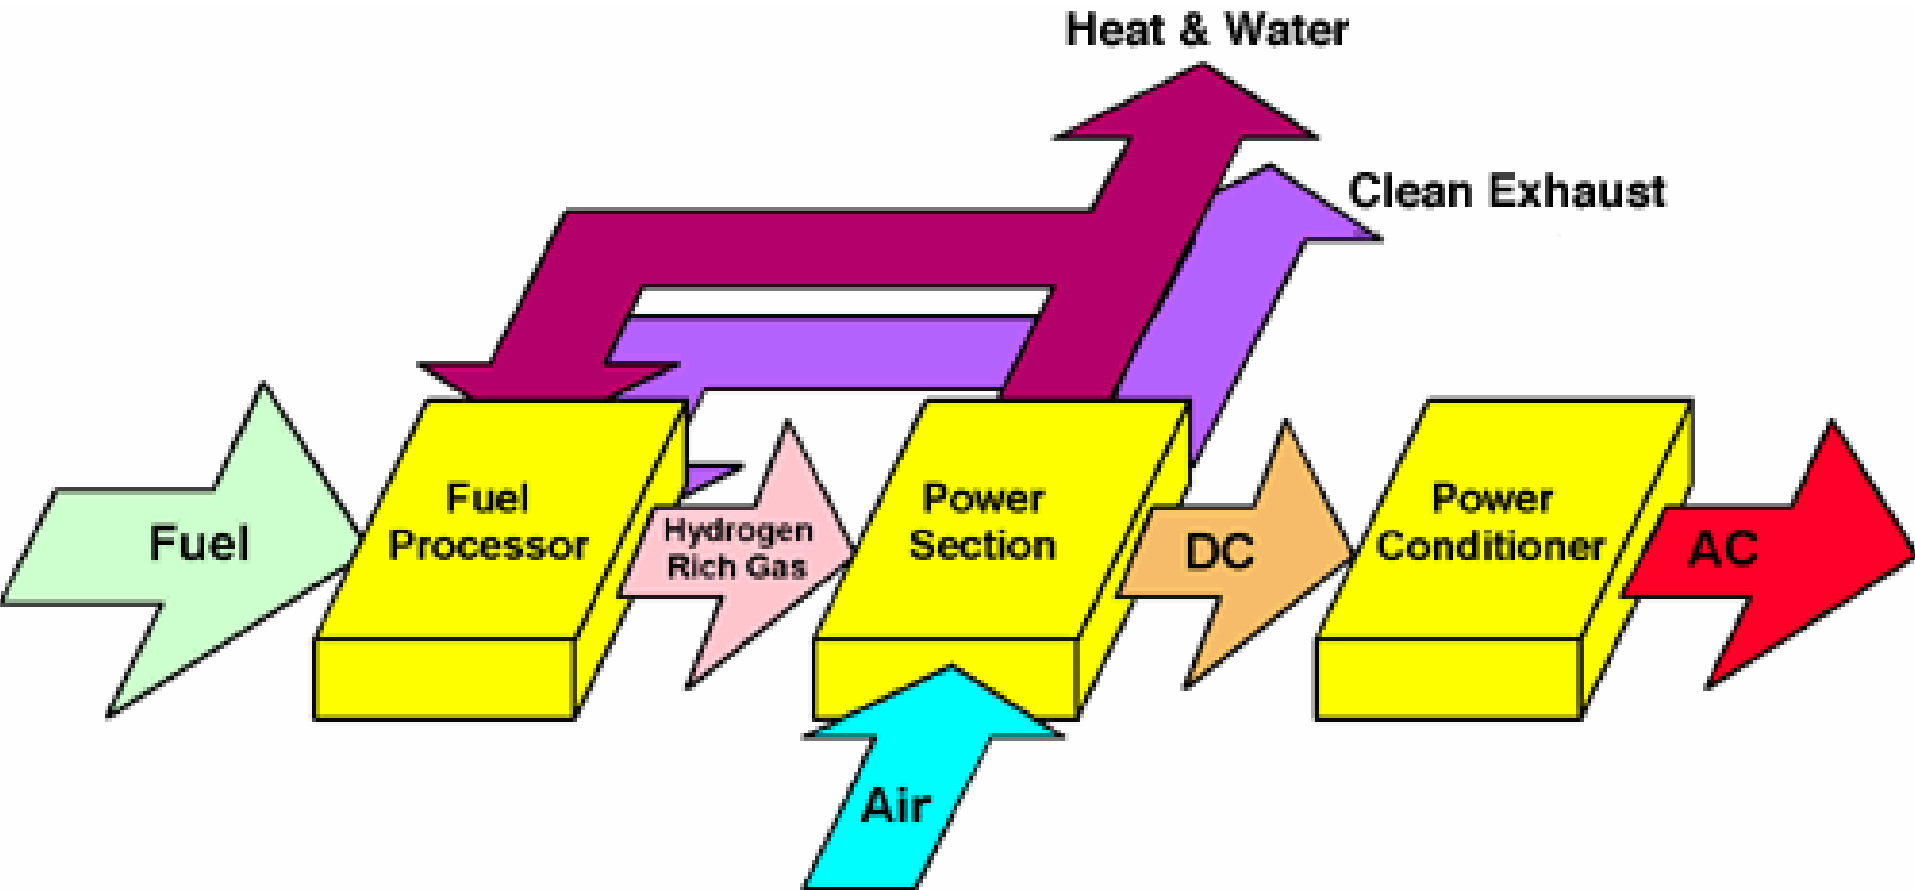 Heat & Water
Clean Exhaust
Fuel
Fuel
Processor
Hydrogen
Rich Gas
Power
Section
DC
Power
Conditioner
AC
Air